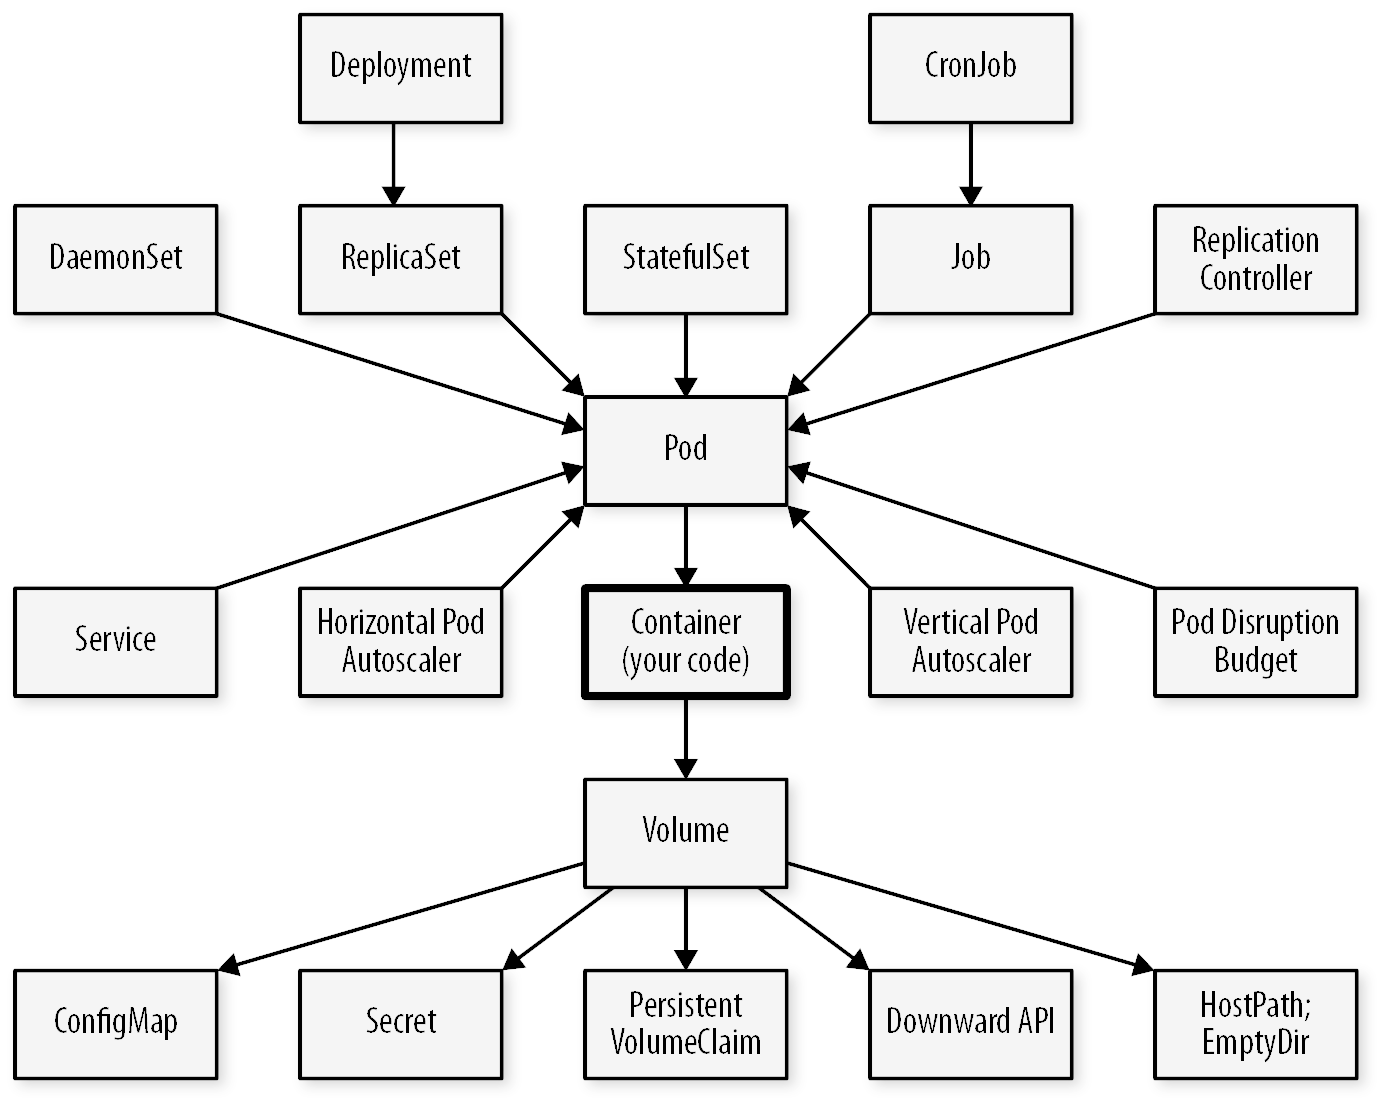 Deployment
CronJob
DaemonSet
ReplicaSet
StatefulSet
Job
Replication
Controller
Pod
Service
Horizontal Pod
Autoscaler
Container
(your code)
Vertical Pod
Autoscaler
Pod Disruption
Budget
Volume
ConfigMap
Secret
Persistent
VolumeClaim
Downward API
HostPath;
EmptyDir